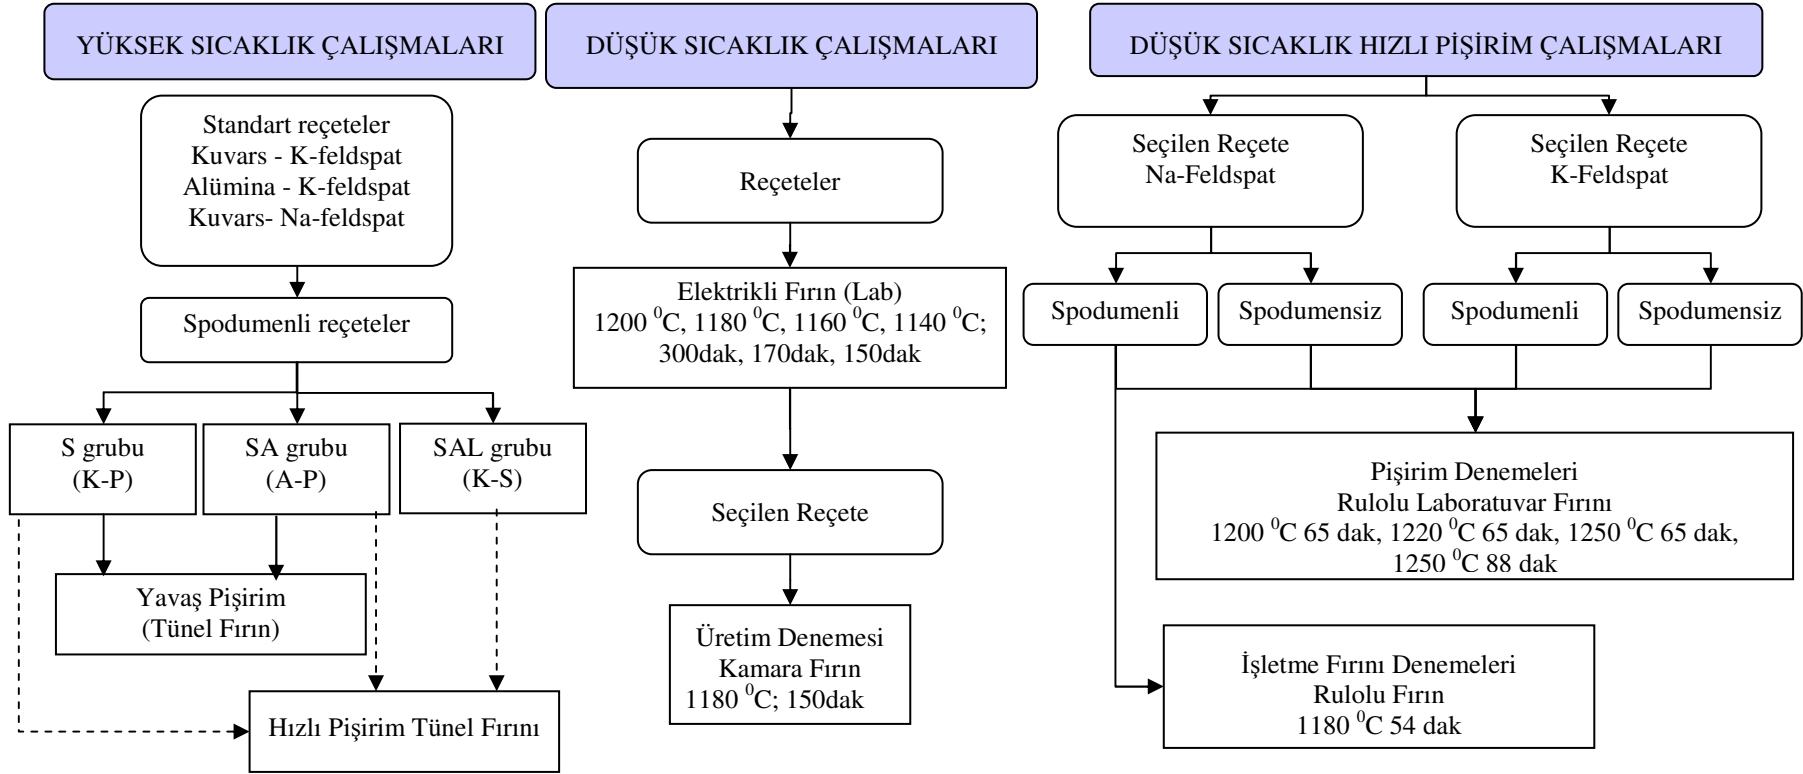 YÜKSEK SICAKLIK ÇALIŞMALARI
Standart reçeteler
Kuvars - K-feldspat
Alümina - K-feldspat
Kuvars- Na-feldspat
Spodumenli reçeteler
S grubu
(K-P)
SA grubu
(A-P)
SAL grubu
(K-S)
Yavaş Pişirim
(Tünel Fırın)
Hızlı Pişirim Tünel Fırını
DÜŞÜK SICAKLIK ÇALIŞMALARI
Reçeteler
Elektrikli Fırın (Lab)
1200 ⁰C, 1180 ⁰C, 1160 ⁰C, 1140 ⁰C;
300dak, 170dak, 150dak
Seçilen Reçete
Üretim Denemesi
Kamara Fırın
1180 ⁰C; 150dak
DÜŞÜK SICAKLIK HIZLI PİŞİRİM ÇALIŞMALARI
Seçilen Reçete
Na-Feldspat
Seçilen Reçete
K-Feldspat
Spodumenli
Spodumensiz
Spodumenli
Spodumensiz
Pişirim Denemeleri
Rulolu Laboratuvar Fırını
1200 ⁰C 65 dak, 1220 ⁰C 65 dak, 1250 ⁰C 65 dak,
1250 ⁰C 88 dak
İşletme Fırını Denemeleri
Rulolu Fırın
1180 ⁰C 54 dak